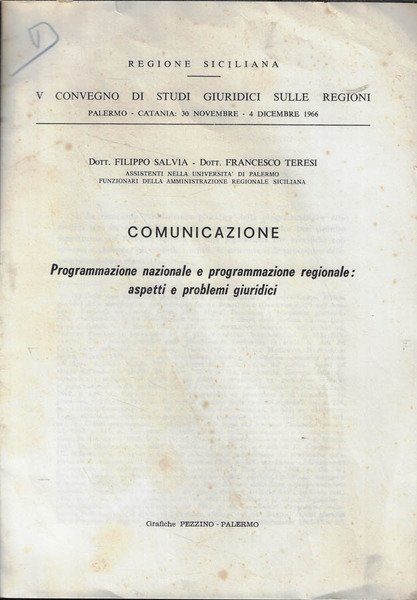 REGIONE SICILIANA
V CONVEGNO DI STUDI GIURIDICI SULLE REGIONI
PALERMO - CATANIA: 30 NOVEMBRE - 4 DICEMBRE 1966
DOTT. FILIPPO SALVIA - DOTT. FRANCESCO TERESI
ASSISTENTI NELLA UNIVERSITA' DI PALERMO
FUNZIONARI DELLA AMMINISTRAZIONE REGIONALE SICILIANA
COMUNICAZIONE
Programmazione nazionale e programmazione regionale:
aspetti e problemi giuridici
Grafiche PEZZINO - PALERMO